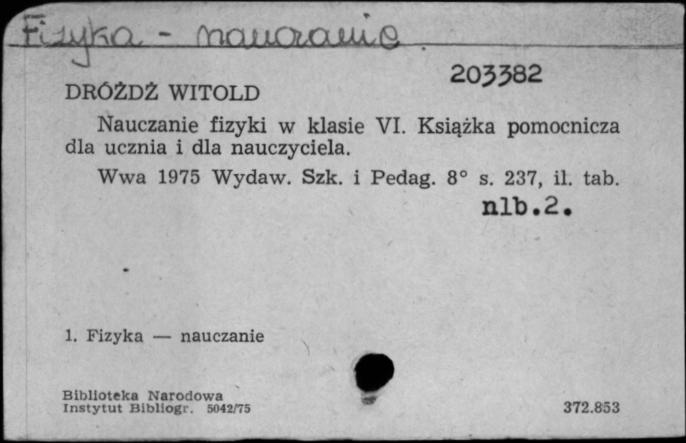 Fizyka - nauczanie
203382
DRÓŻDŻ WITOLD
Nauczanie fizyki w klasie VI. Książka pomocnicza
dla ucznia i dla nauczyciela.
Wwa 1975 Wydaw. Szk. i Pedag. 8° s. 237, il. tab.
nlb.2.
1. Fizyka — nauczanie
Biblioteka Narodowa
Instytut Bibliogr. 5042/75
372.853